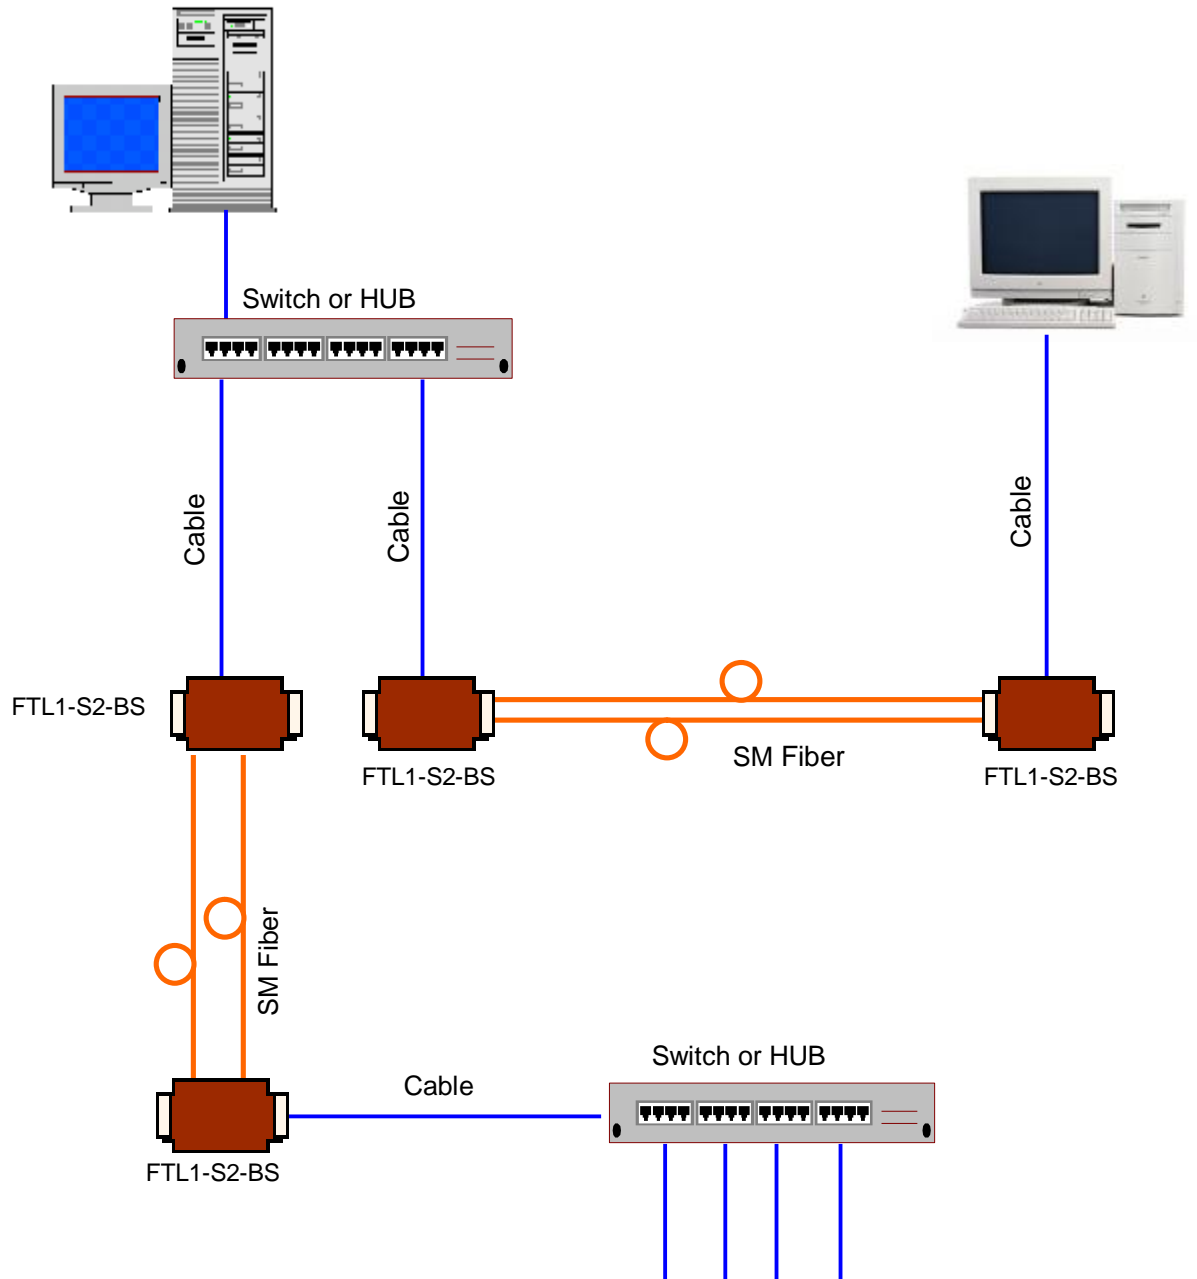 Switch or HUB
Cable
Cable
Cable
FTL1-S2-BS
FTL1-S2-BS
SM Fiber
FTL1-S2-BS
SM Fiber
Switch or HUB
Cable
FTL1-S2-BS